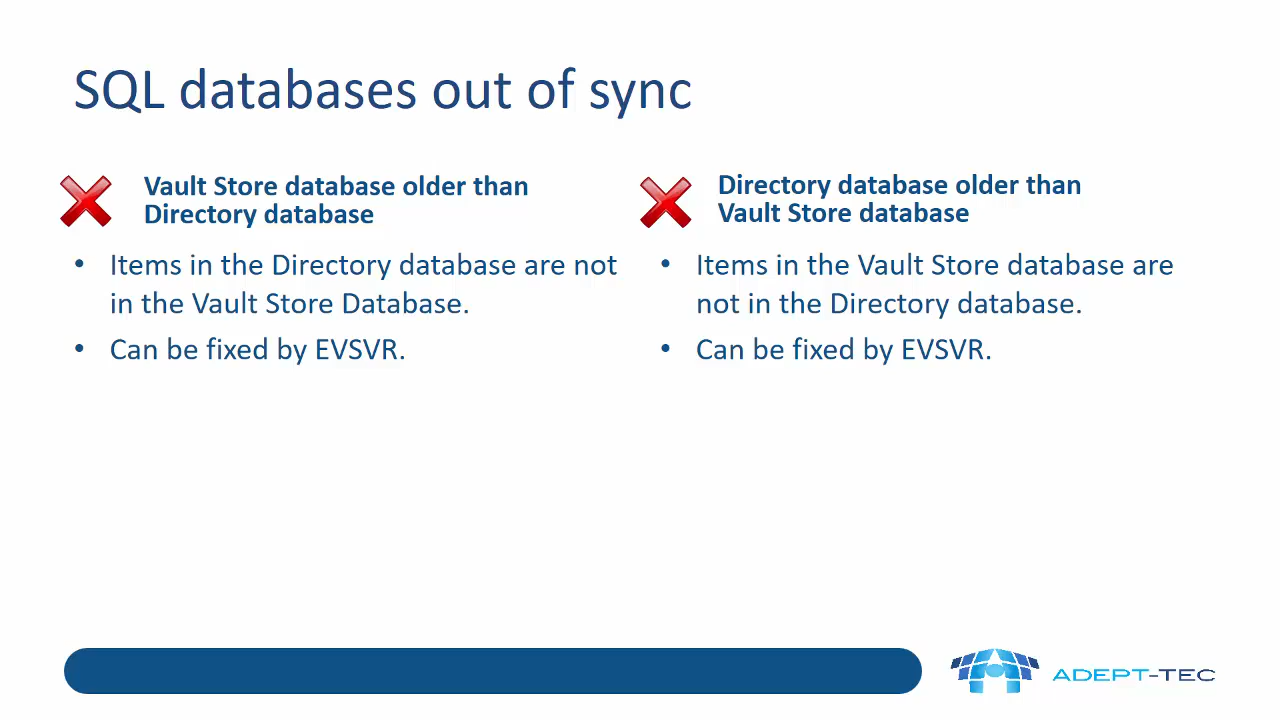 SQL databases out of sync
Vault Store database older than
Directory database
• Items in the Directory database are not
in the Vault Store Database.
• Can be fixed by EVSVR.
Directory database older than
Vault Store database
• Items in the Vault Store database are
not in the Directory database.
• Can be fixed by EVSVR.
ADEPT-TEC